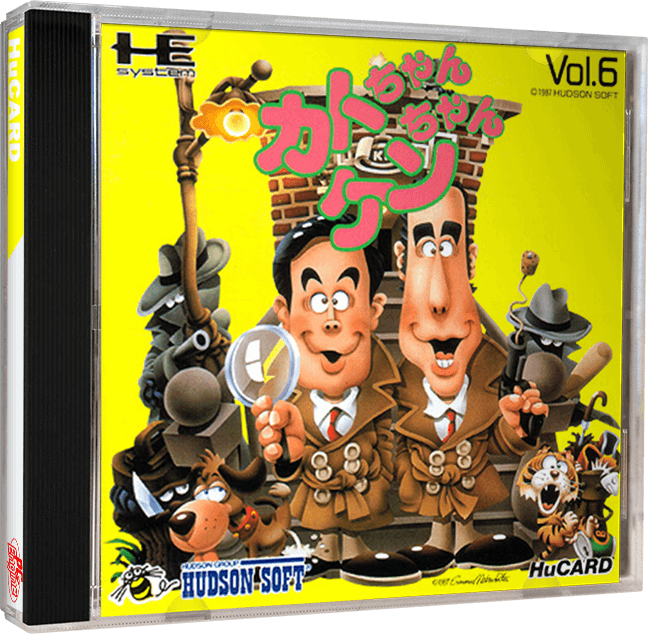 HuCARD
HE
system
Vol.6
©1987 HUDSON SOFT
カトちゃん
ケンちゃん
HUDSON GROUP
HUDSON SOFT
HuCARD